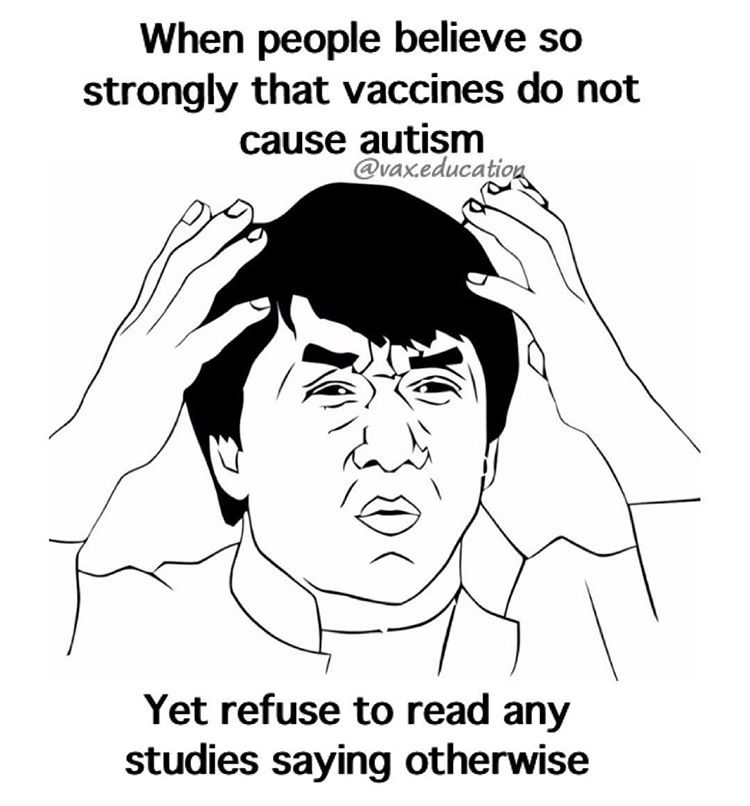 When people believe so
strongly that vaccines do not
cause autism
@vax.education
Yet refuse to read any
studies saying otherwise